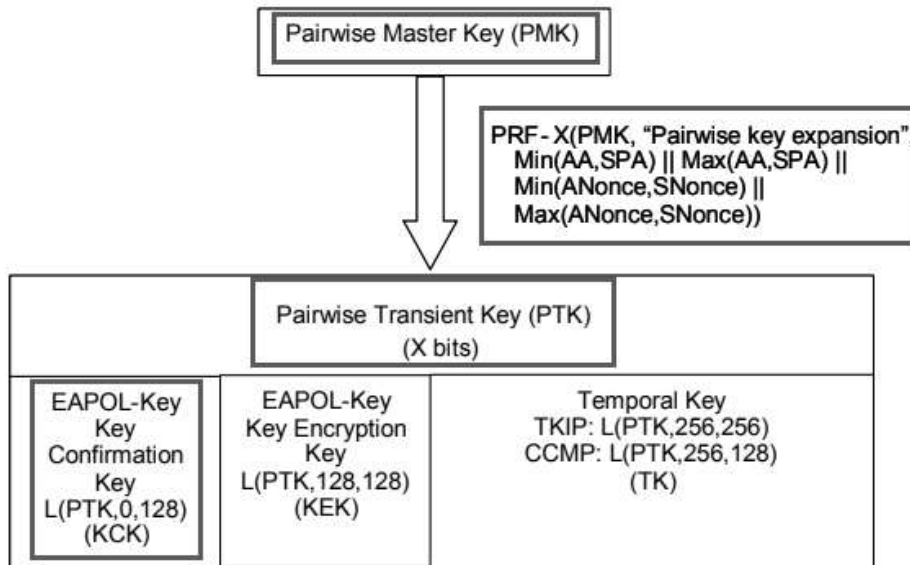 Pairwise Master Key (PMK)
PRF - X(PMK, "Pairwise key expansion",
Min(AA,SPA) || Max(AA,SPA) ||
Min(ANonce,SNonce) ||
Max(ANonce,SNonce))
Pairwise Transient Key (PTK)
(X bits)
EAPOL-Key
Key
Confirmation
Key
L(PTK,0,128)
(KCK)
EAPOL-Key
Key Encryption
Key
L(PTK,128,128)
(KEK)
Temporal Key
TKIP: L(PTK,256,256)
CCMP: L(PTK,256,128)
(TK)